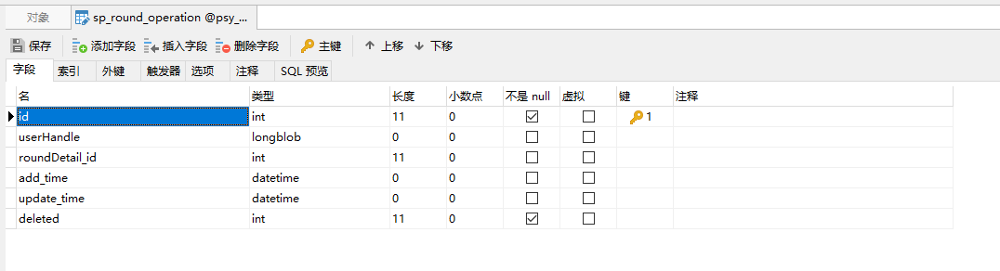 对象 sp_round_operation @psy_...
保存 添加字段 插入字段 删除字段 主键 上移 下移
字段 索引 外键 触发器 选项 注释 SQL 预览
名 类型 长度 小数点 不是 null 虚拟 键 注释
id int 11 0 1
userHandle longblob 0 0
roundDetail_id int 11 0
add_time datetime 0 0
update_time datetime 0 0
deleted int 11 0